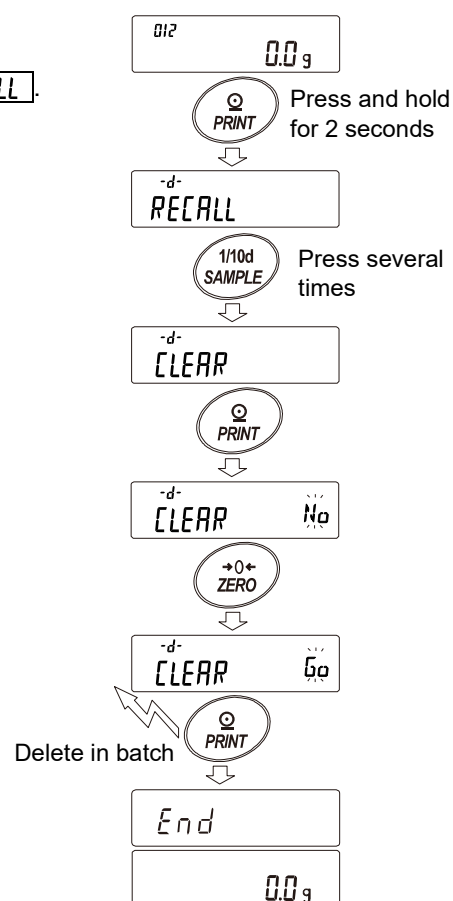 012
0.0 g
LL .
PRINT
Press and hold
for 2 seconds
-d-
RECALL
1/10d
SAMPLE
Press several
times
-d-
CLEAR
PRINT
-d-
CLEAR No
→0←
ZERO
-d-
CLEAR Go
PRINT
Delete in batch
End
0.0 g